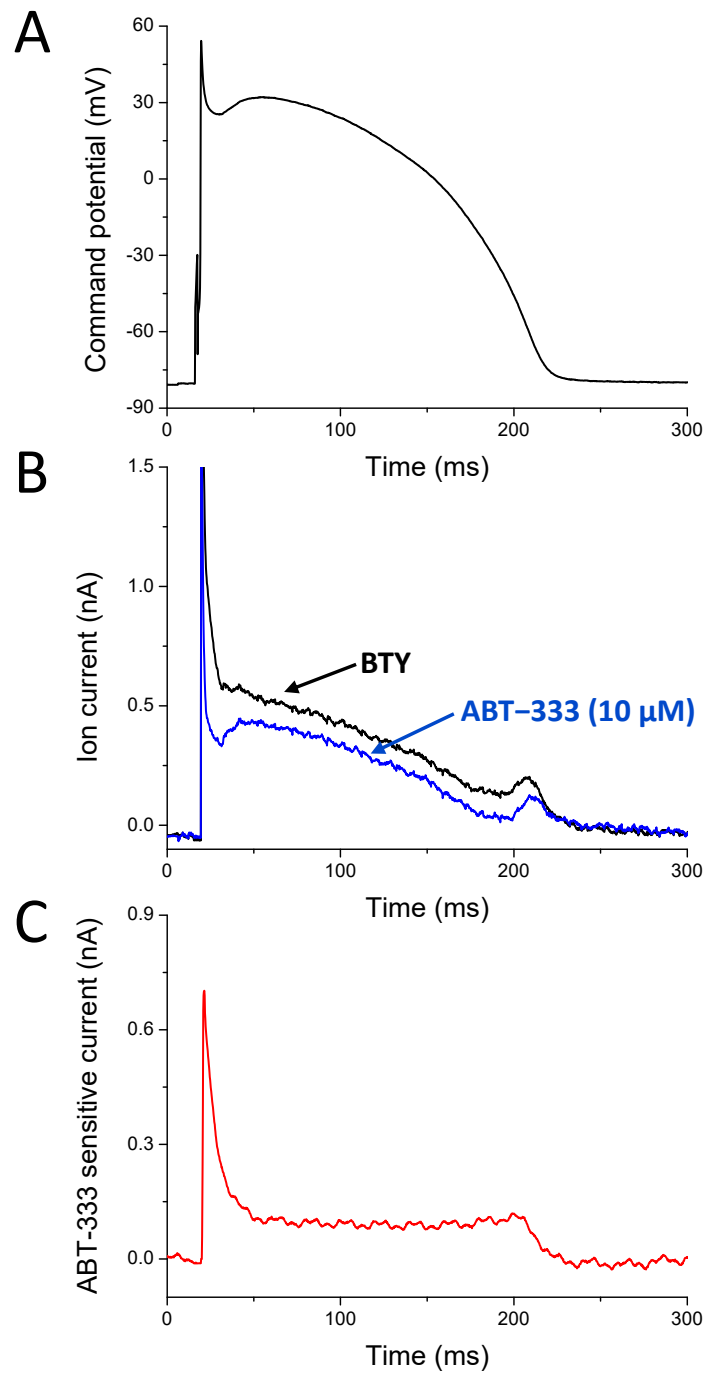 A
Command potential (mV)
60
30
0
-30
-60
-90
0
100
200
300
Time (ms)
B
Ion current (nA)
1.5
1.0
0.5
0.0
BTY
ABT–333 (10 µM)
0
100
200
300
Time (ms)
C
ABT-333 sensitive current (nA)
0.9
0.6
0.3
0.0
0
100
200
300
Time (ms)